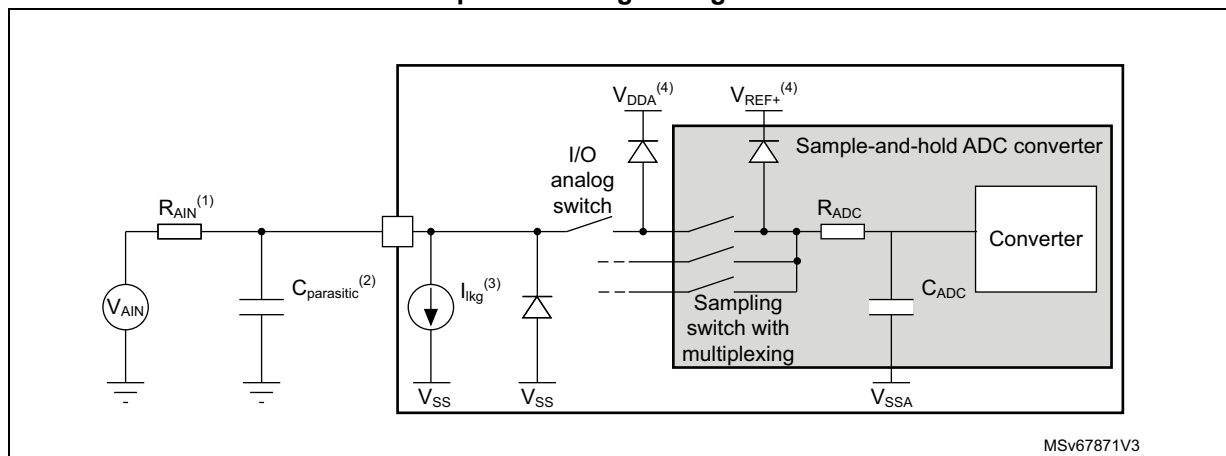 V_DDA^(4)
V_REF+^(4)
Sample-and-hold ADC converter
I/O
analog
switch
R_AIN^(1)
R_ADC
Converter
C_parasitic^(2)
I_lkg^(3)
V_AIN
C_ADC
Sampling
switch with
multiplexing
V_SS
V_SS
V_SSA
MSv67871V3